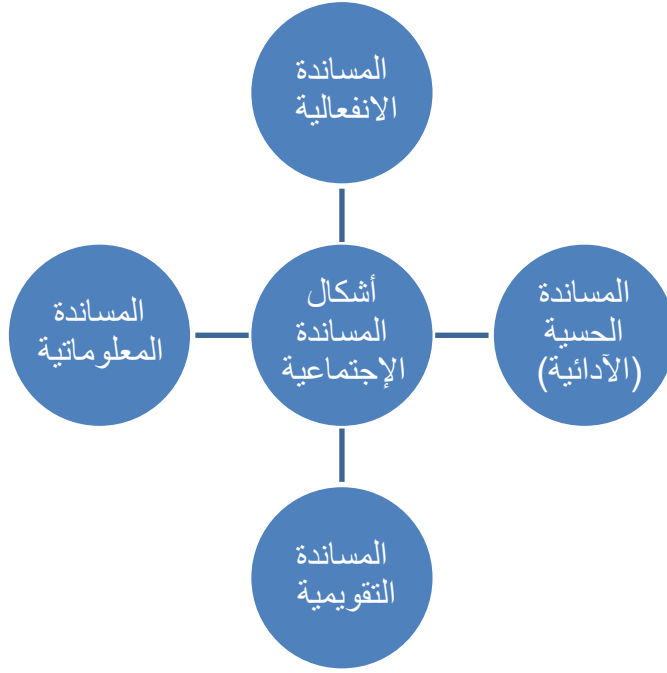 المساندة
الانفعالية
أشكال
المساندة
الإجتماعية
المساندة
الحسية
(الآدائية)
المساندة
المعلوماتية
المساندة
التقويمية